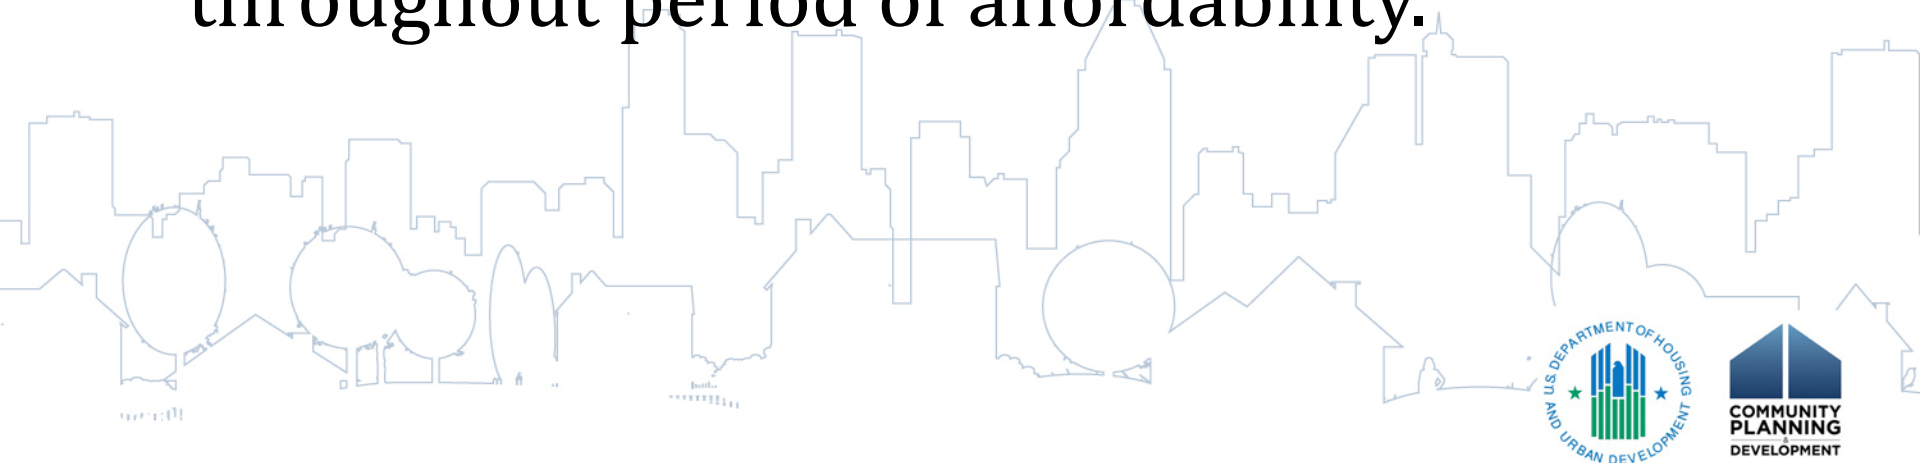 throughout period of affordability.
U.S. DEPARTMENT OF HOUSING
AND URBAN DEVELOPMENT
COMMUNITY
PLANNING
&
DEVELOPMENT